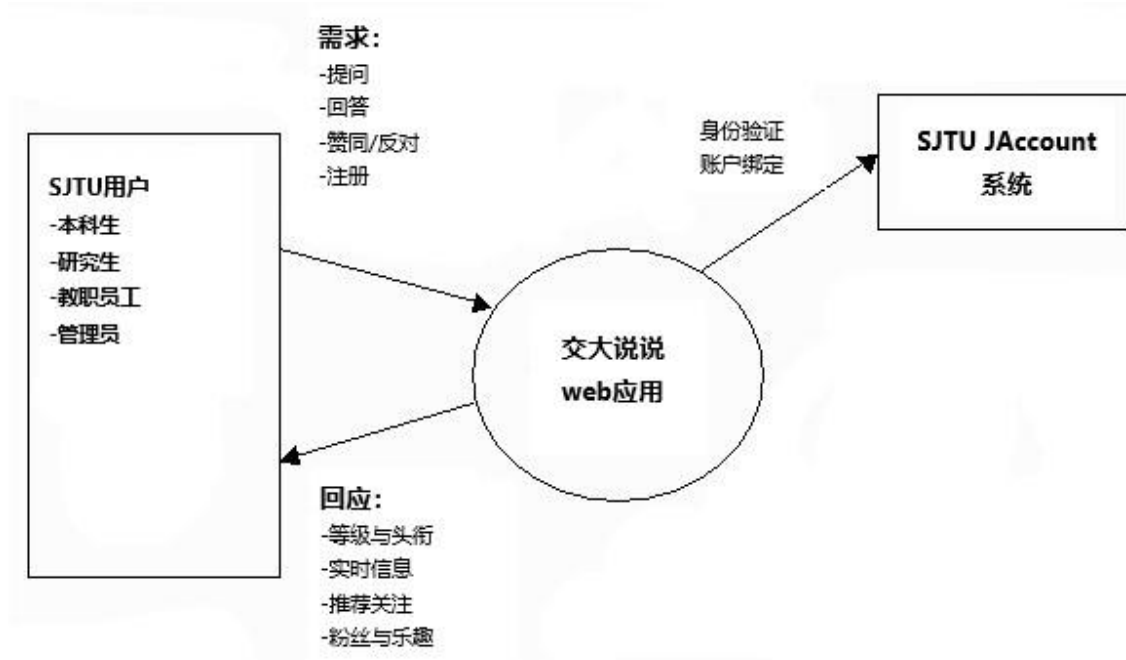 需求：
-提问
-回答
-赞同/反对
-注册
SJTU用户
-本科生
-研究生
-教职员工
-管理员
身份验证
账户绑定
SJTU JAccount
系统
交大说说
web应用
回应：
-等级与头衔
-实时信息
-推荐关注
-粉丝与乐趣